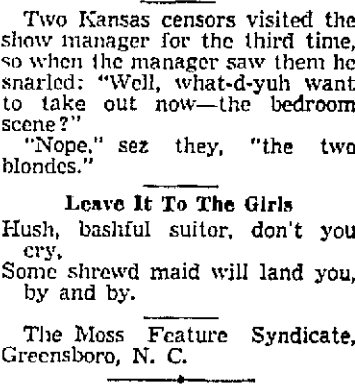 Two Kansas censors visited the
show manager for the third time,
so when the manager saw them he
snarled: "Well, what-d-yuh want
to take out now—the bedroom
scene?"
"Nope," sez they, "the two
blondes."
Leave It To The Girls
Hush, bashful suitor, don't you
cry,
Some shrewd maid will land you,
by and by.
The Moss Feature Syndicate,
Greensboro, N. C.